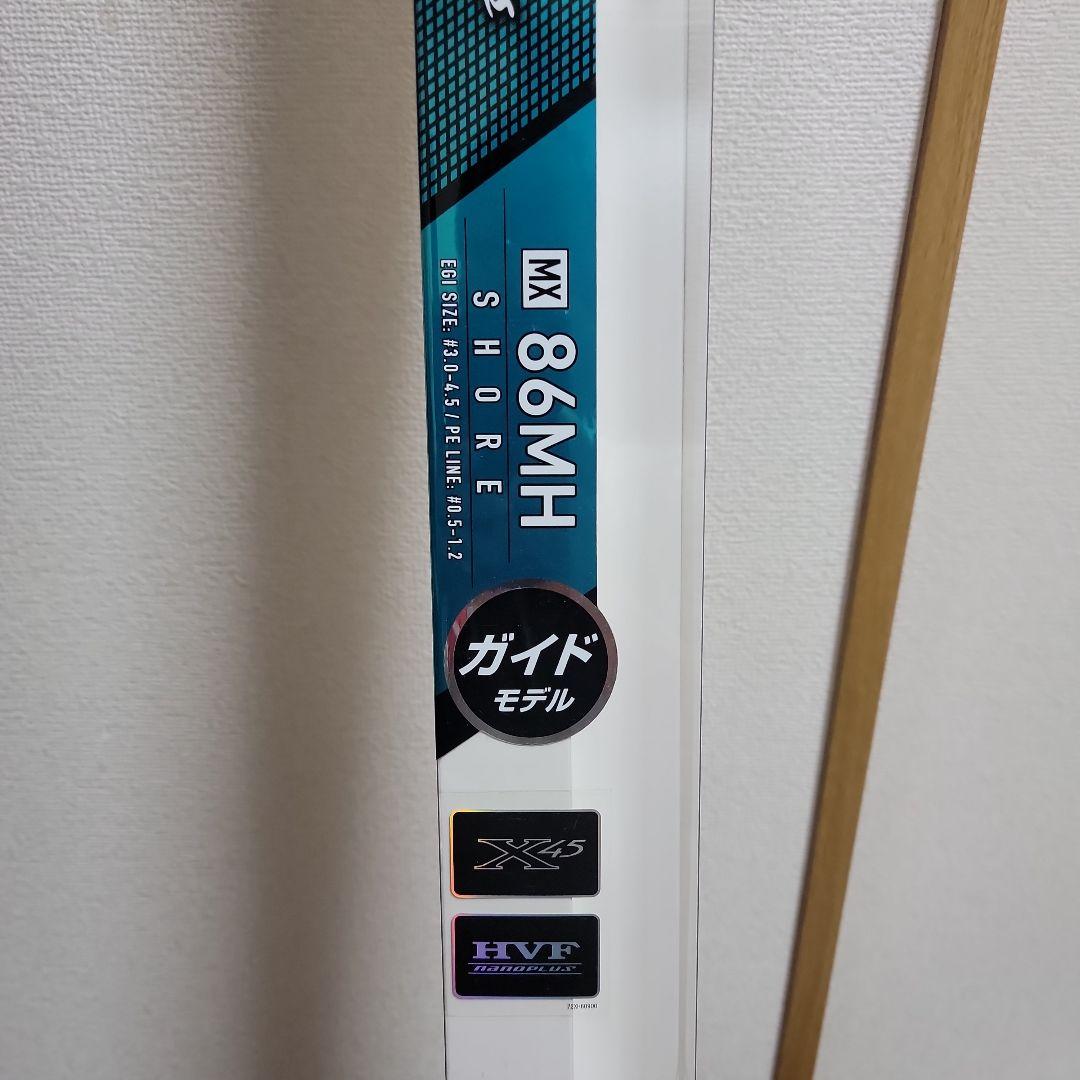 MX 86MH
SHORE
EGI SIZE: #3.0-4.5 / PE LINE: #0.5-1.2
ガイド
モデル
X45
HVF
nanoPLUS